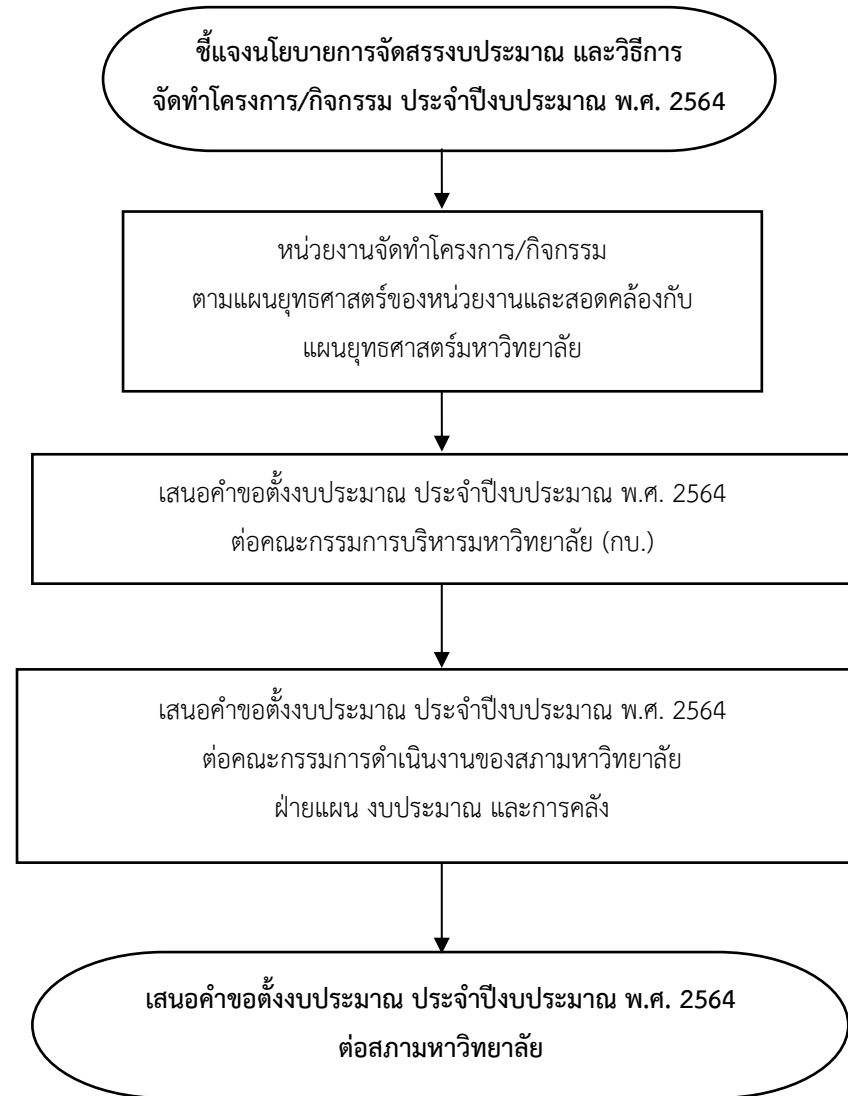 ชี้แจงนโยบายการจัดสรรงบประมาณ และวิธีการ
จัดทำโครงการ/กิจกรรม ประจำปีงบประมาณ พ.ศ. 2564
หน่วยงานจัดทำโครงการ/กิจกรรม
ตามแผนยุทธศาสตร์ของหน่วยงานและสอดคล้องกับ
แผนยุทธศาสตร์มหาวิทยาลัย
เสนอคำขอตั้งงบประมาณ ประจำปีงบประมาณ พ.ศ. 2564
ต่อคณะกรรมการบริหารมหาวิทยาลัย (กบ.)
เสนอคำขอตั้งงบประมาณ ประจำปีงบประมาณ พ.ศ. 2564
ต่อคณะกรรมการดำเนินงานของสภามหาวิทยาลัย
ฝ่ายแผน งบประมาณ และการคลัง
เสนอคำขอตั้งงบประมาณ ประจำปีงบประมาณ พ.ศ. 2564
ต่อสภามหาวิทยาลัย